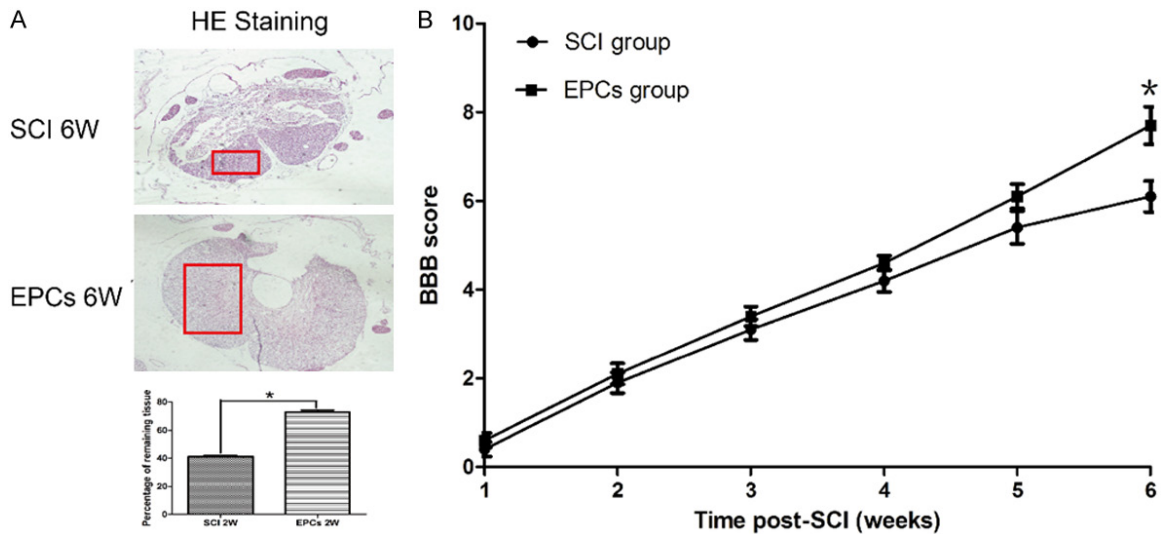 A
HE Staining
SCI 6W
EPCs 6W
Percentage of remaining tissue
80
60
40
20
0
*
SCI 2W
EPCs 2W
B
SCI group
EPCs group
BBB score
10
8
6
4
2
0
*
1 2 3 4 5 6
Time post-SCI (weeks)